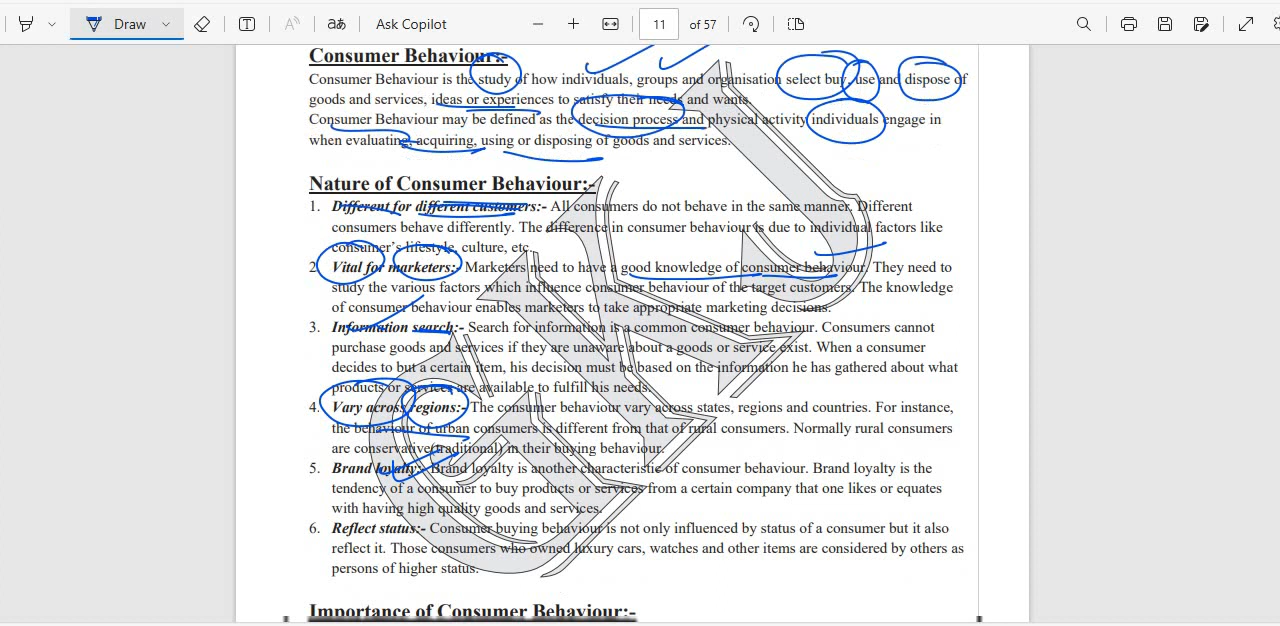 Draw
aあ
Ask Copilot
11 of 57
Consumer Behaviour:-
Consumer Behaviour is the study of how individuals, groups and organisation select buy, use and dispose of
goods and services, ideas or experiences to satisfy their needs and wants.
Consumer Behaviour may be defined as the decision process and physical activity individuals engage in
when evaluating, acquiring, using or disposing of goods and services.
Nature of Consumer Behaviour:-
1. Different for different customers:- All consumers do not behave in the same manner. Different
consumers behave differently. The difference in consumer behaviour is due to individual factors like
consumer's lifestyle, culture, etc.
2. Vital for marketers:- Marketers need to have a good knowledge of consumer behaviour. They need to
study the various factors which influence consumer behaviour of the target customers. The knowledge
of consumer behaviour enables marketers to take appropriate marketing decisions.
3. Information search:- Search for information is a common consumer behaviour. Consumers cannot
purchase goods and services if they are unaware about a goods or service exist. When a consumer
decides to but a certain item, his decision must be based on the information he has gathered about what
products or services are available to fulfill his needs.
4. Vary across regions:- The consumer behaviour vary across states, regions and countries. For instance,
the behaviour of urban consumers is different from that of rural consumers. Normally rural consumers
are conservative(traditional) in their buying behaviour.
5. Brand loyalty:- Brand loyalty is another characteristic of consumer behaviour. Brand loyalty is the
tendency of a consumer to buy products or services from a certain company that one likes or equates
with having high quality goods and services.
6. Reflect status:- Consumer buying behaviour is not only influenced by status of a consumer but it also
reflect it. Those consumers who owned luxury cars, watches and other items are considered by others as
persons of higher status.
Importance of Consumer Behaviour:-